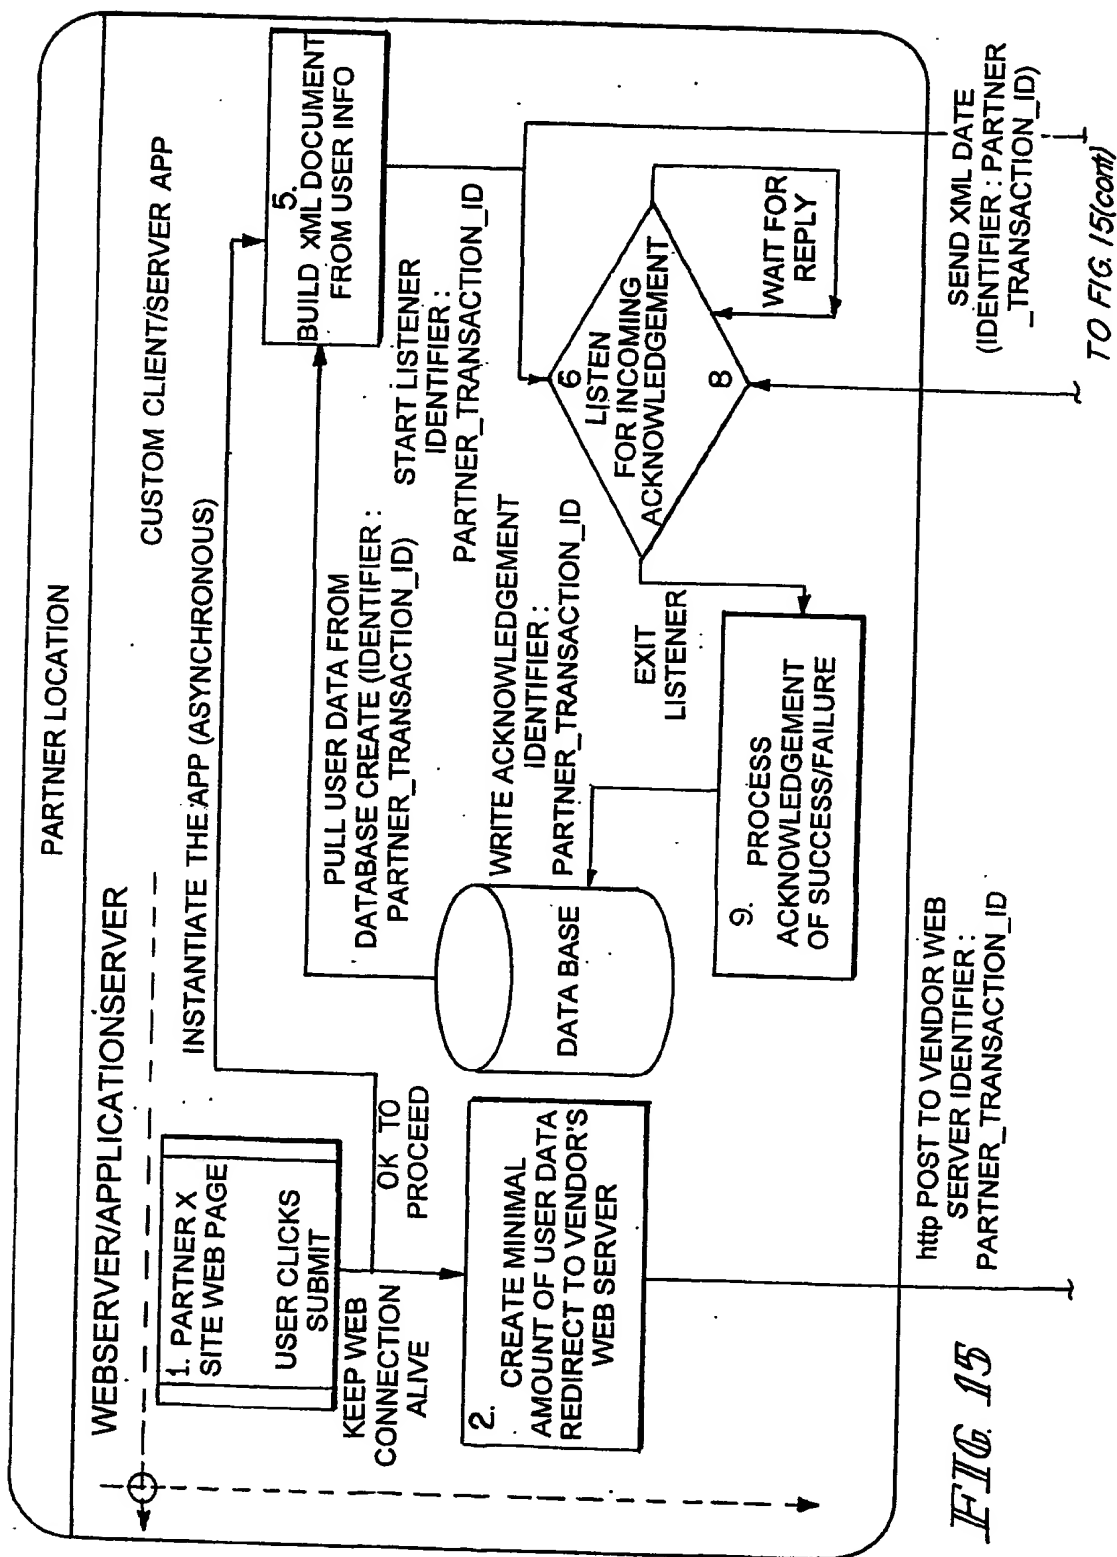 PARTNER LOCATION
WEBSERVER/APPLICATION SERVER
CUSTOM CLIENT/SERVER APP
INSTANTIATE THE APP (ASYNCHRONOUS)
1. PARTNER X
SITE WEB PAGE
USER CLICKS
SUBMIT
KEEP WEB
CONNECTION
ALIVE
OK TO
PROCEED
2. CREATE MINIMAL
AMOUNT OF USER DATA
REDIRECT TO VENDOR'S
WEB SERVER
PULL USER DATA FROM
DATABASE CREATE (IDENTIFIER :
PARTNER_TRANSACTION_ID)
5.
BUILD XML DOCUMENT
FROM USER INFO
START LISTENER
IDENTIFIER :
PARTNER_TRANSACTION_ID
DATA BASE
WRITE ACKNOWLEDGEMENT
IDENTIFIER :
PARTNER_TRANSACTION_ID
6
LISTEN
FOR INCOMING
ACKNOWLEDGEMENT
8
WAIT FOR
REPLY
EXIT
LISTENER
9. PROCESS
ACKNOWLEDGEMENT
OF SUCCESS/FAILURE
http POST TO VENDOR WEB
SERVER IDENTIFIER :
PARTNER_TRANSACTION_ID
SEND XML DATE
(IDENTIFIER : PARTNER
_TRANSACTION_ID)
TO FIG. 15(cont)
FIG. 15